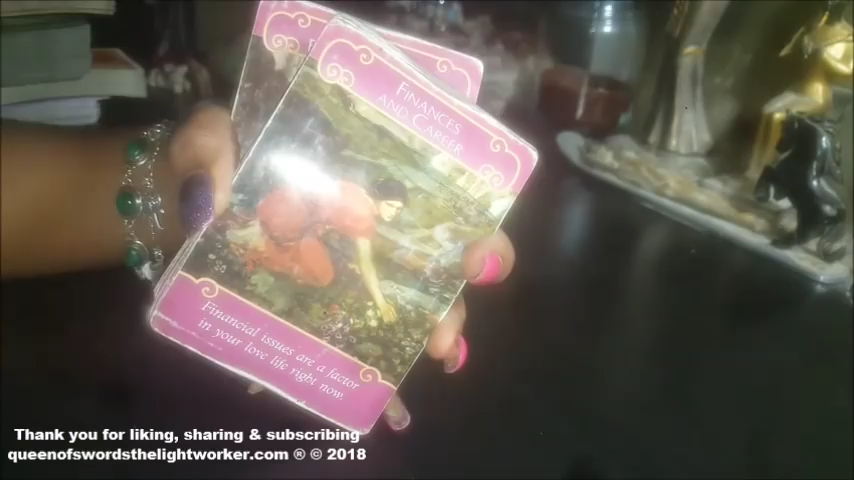 FINANCES
AND CAREER
Financial issues are a factor
in your love life right now.
Thank you for liking, sharing & subscribing
queenofswordsthelightworker.com ® © 2018